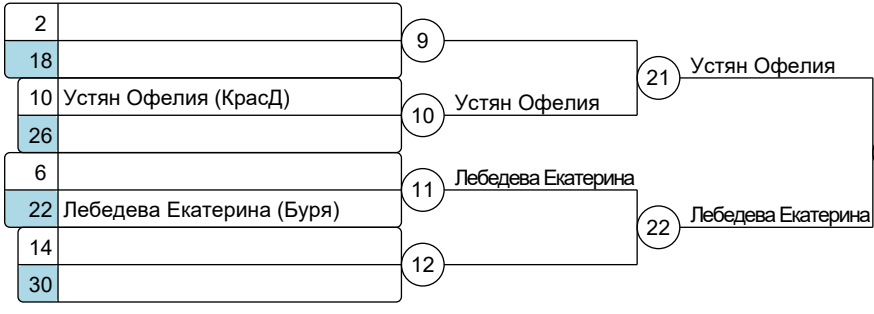 2
9
18
21 Устян Офелия
10 Устян Офелия (КрасД)
10 Устян Офелия
26
6
11 Лебедева Екатерина
22 Лебедева Екатерина (Буря)
22 Лебедева Екатерина
14
12
30